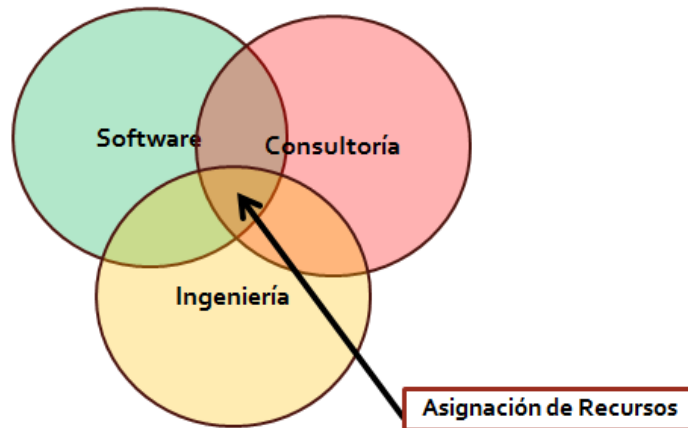 Software
Consultoría
Ingeniería
Asignación de Recursos